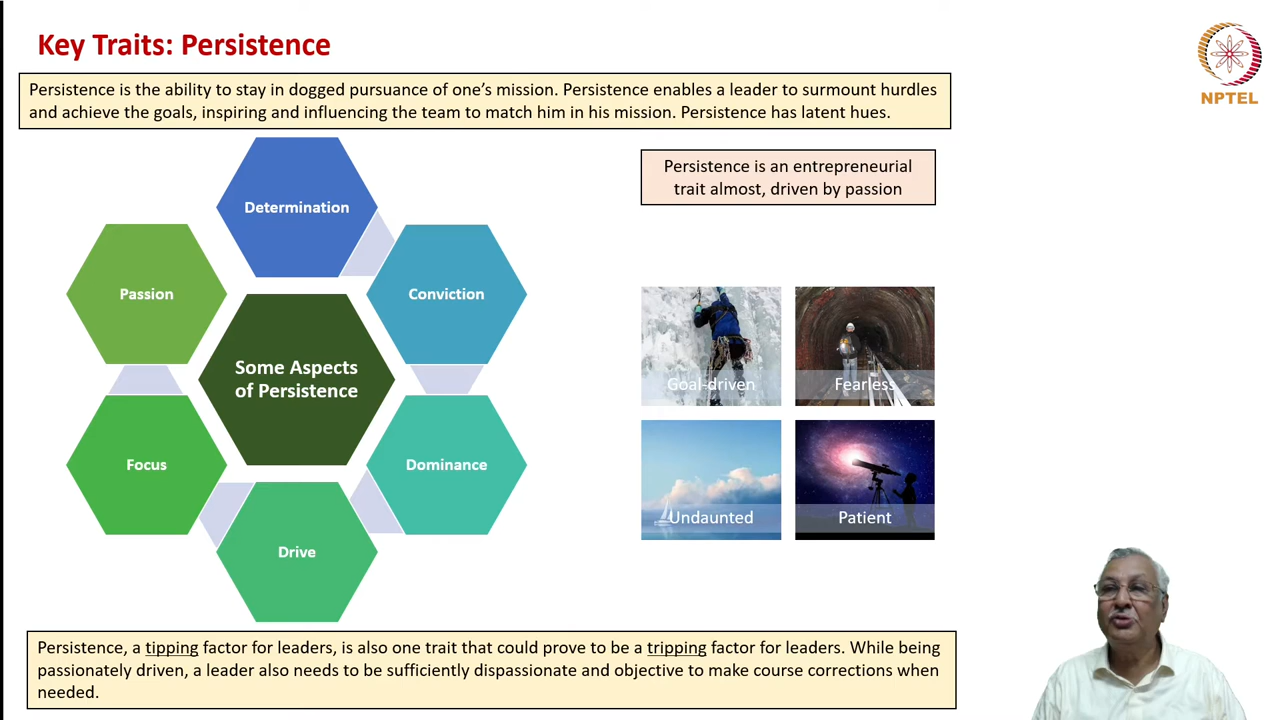 Key Traits: Persistence
NPTEL
Persistence is the ability to stay in dogged pursuance of one's mission. Persistence enables a leader to surmount hurdles
and achieve the goals, inspiring and influencing the team to match him in his mission. Persistence has latent hues.
Persistence is an entrepreneurial
trait almost, driven by passion
Determination
Passion
Conviction
Some Aspects
of Persistence
Focus
Dominance
Drive
Goal-driven
Fearless
Undaunted
Patient
Persistence, a tipping factor for leaders, is also one trait that could prove to be a tripping factor for leaders. While being
passionately driven, a leader also needs to be sufficiently dispassionate and objective to make course corrections when
needed.